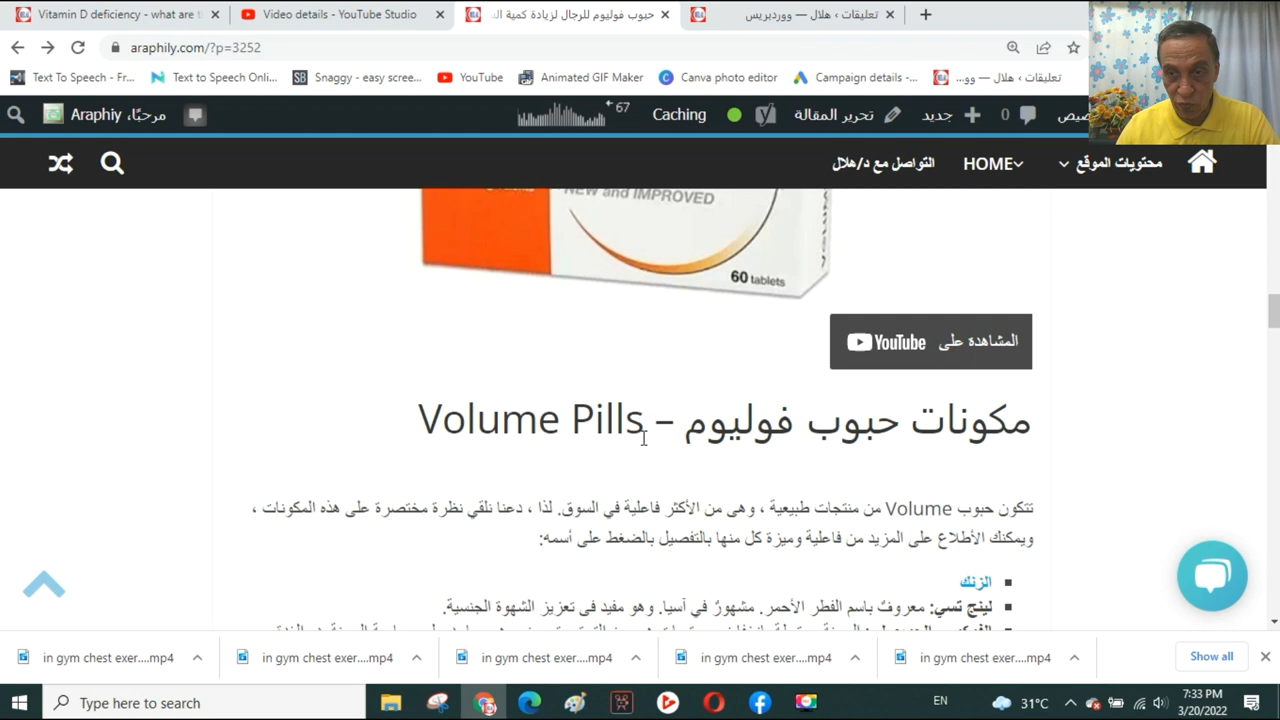 Vitamin D deficiency - what are t
Video details - YouTube Studio
حبوب فوليوم للرجال لزيادة كمية ال
تعليقات ‹ هلال — ووردبريس
araphily.com/?p=3252
Text To Speech - Fr...
Text to Speech Onli...
Snaggy - easy scree...
YouTube
Animated GIF Maker
Canva photo editor
Campaign details -...
تعليقات ‹ هلال — وو...
مرحبًا، Araphiy
67
Caching
تحرير المقالة
جديد
0
صيص
محتويات الموقع
HOME
التواصل مع د/هلال
NEW and IMPROVED
60 tablets
المشاهدة على YouTube
مكونات حبوب فوليوم – Volume Pills
تتكون حبوب Volume من منتجات طبيعية ، وهى من الأكثر فاعلية في السوق. لذا ، دعنا نلقي نظرة مختصرة على هذه المكونات ،
ويمكنك الأطلاع على المزيد من فاعلية وميزة كل منها بالتفصيل بالضغط على أسمه:
الزنك
لينج تسي: معروفٌ باسم الفطر الأحمر. مشهورٌ في آسيا. وهو مفيد فى تعزيز الشهوة الجنسية.
in gym chest exer....mp4
in gym chest exer....mp4
in gym chest exer....mp4
in gym chest exer....mp4
in gym chest exer....mp4
Show all
Type here to search
31°C
EN
7:33 PM
3/20/2022